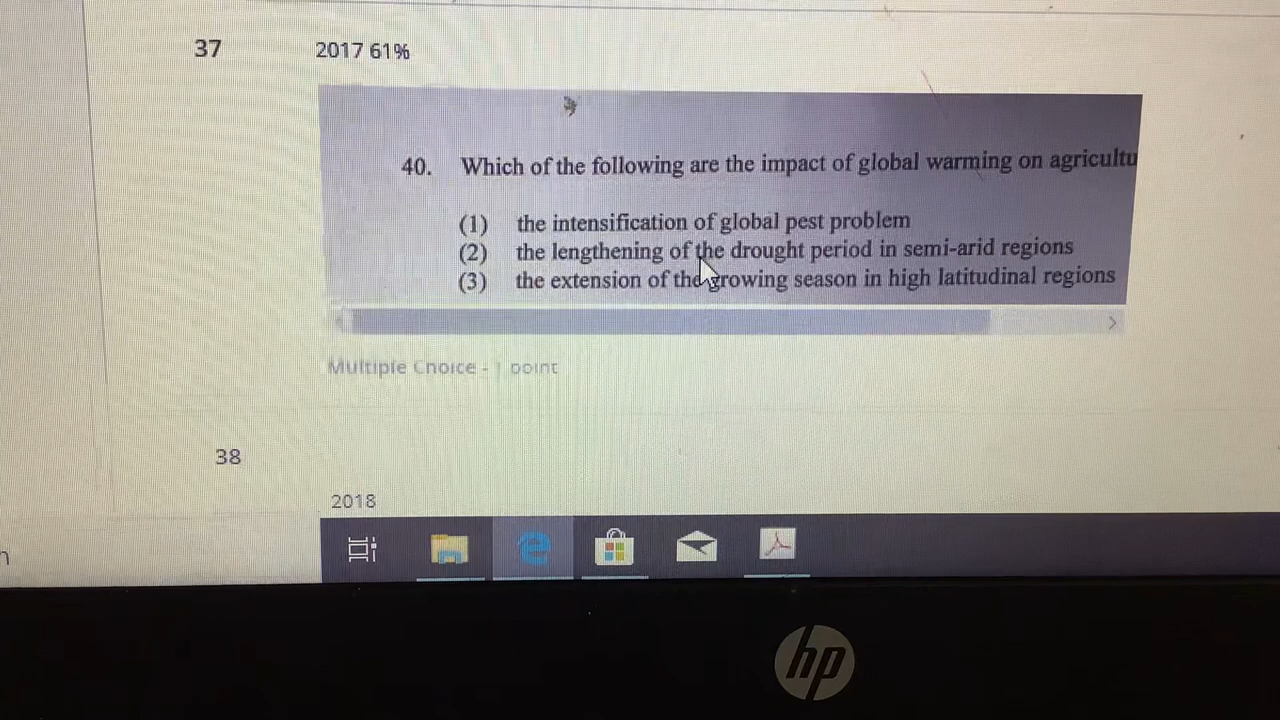 37 2017 61%
40. Which of the following are the impact of global warming on agricultu
(1) the intensification of global pest problem
(2) the lengthening of the drought period in semi-arid regions
(3) the extension of the growing season in high latitudinal regions
Multiple Choice - 1 point
38
2018
n
hp